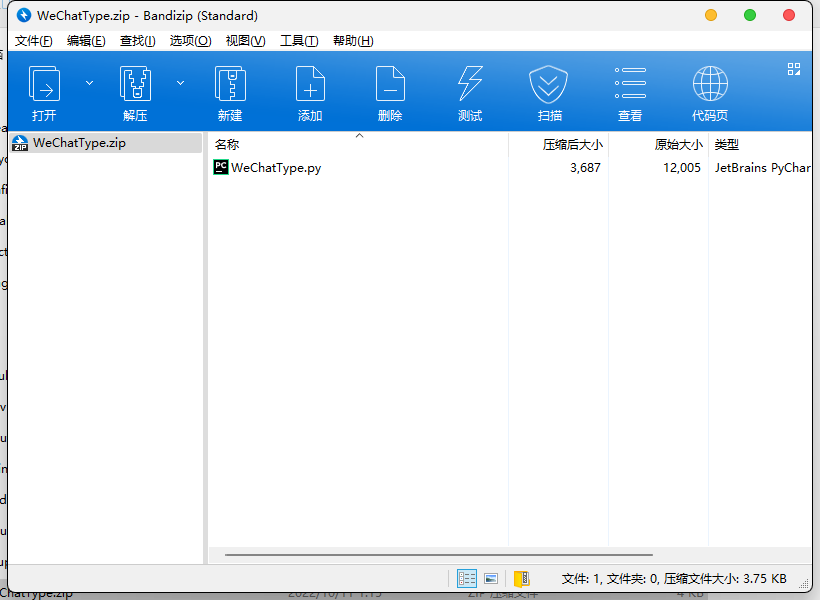 WeChatType.zip - Bandizip (Standard)
文件(F) 编辑(E) 查找(I) 选项(O) 视图(V) 工具(T) 帮助(H)
打开 解压 新建 添加 删除 测试 扫描 查看 代码页
WeChatType.zip
名称 压缩后大小 原始大小 类型
PC WeChatType.py 3,687 12,005 JetBrains PyChar
文件: 1, 文件夹: 0, 压缩文件大小: 3.75 KB